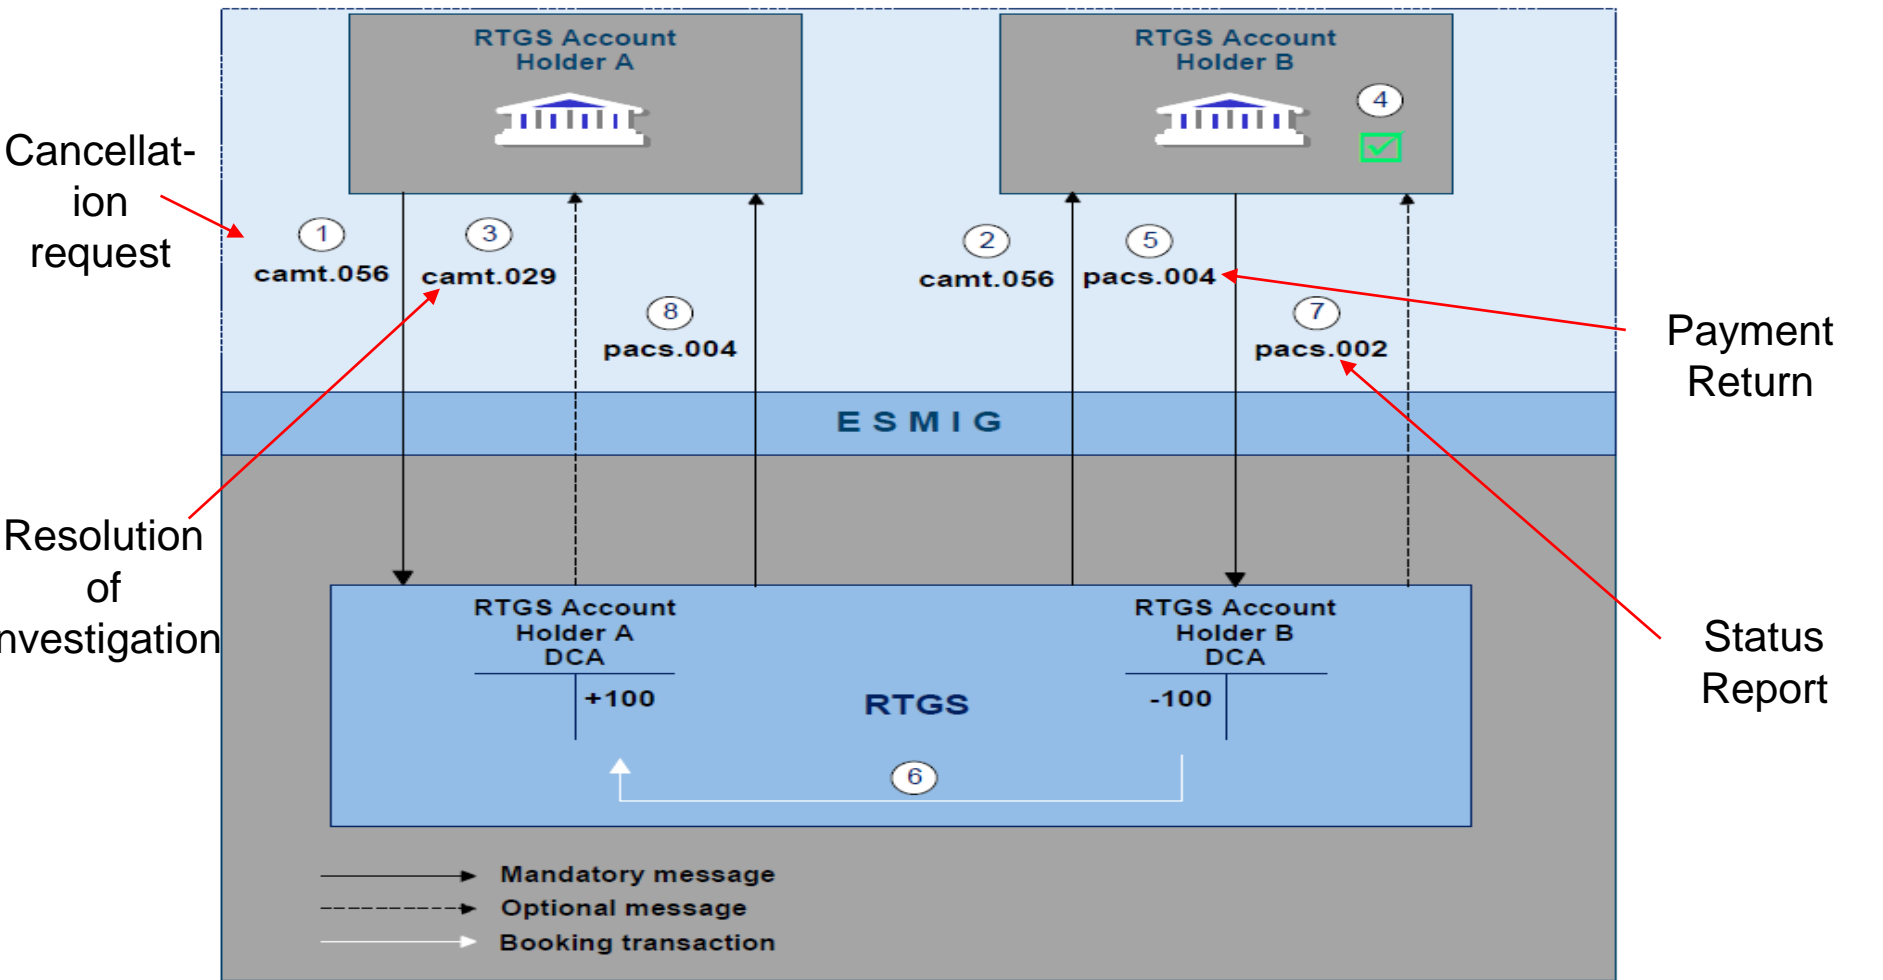 RTGS Account
Holder A
RTGS Account
Holder B
4
Cancellat-
ion
request
1
camt.056
3
camt.029
8
pacs.004
2
camt.056
5
pacs.004
7
pacs.002
Payment
Return
ESMIG
Resolution
of
nvestigation
RTGS Account
Holder A
DCA
+100
RTGS
RTGS Account
Holder B
DCA
-100
6
Status
Report
Mandatory message
Optional message
Booking transaction